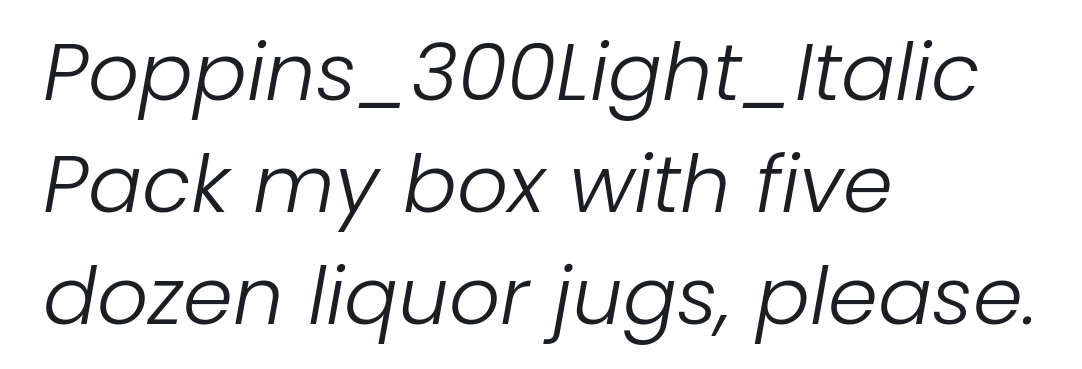 Poppins_300Light_Italic
Pack my box with five
dozen liquor jugs, please.